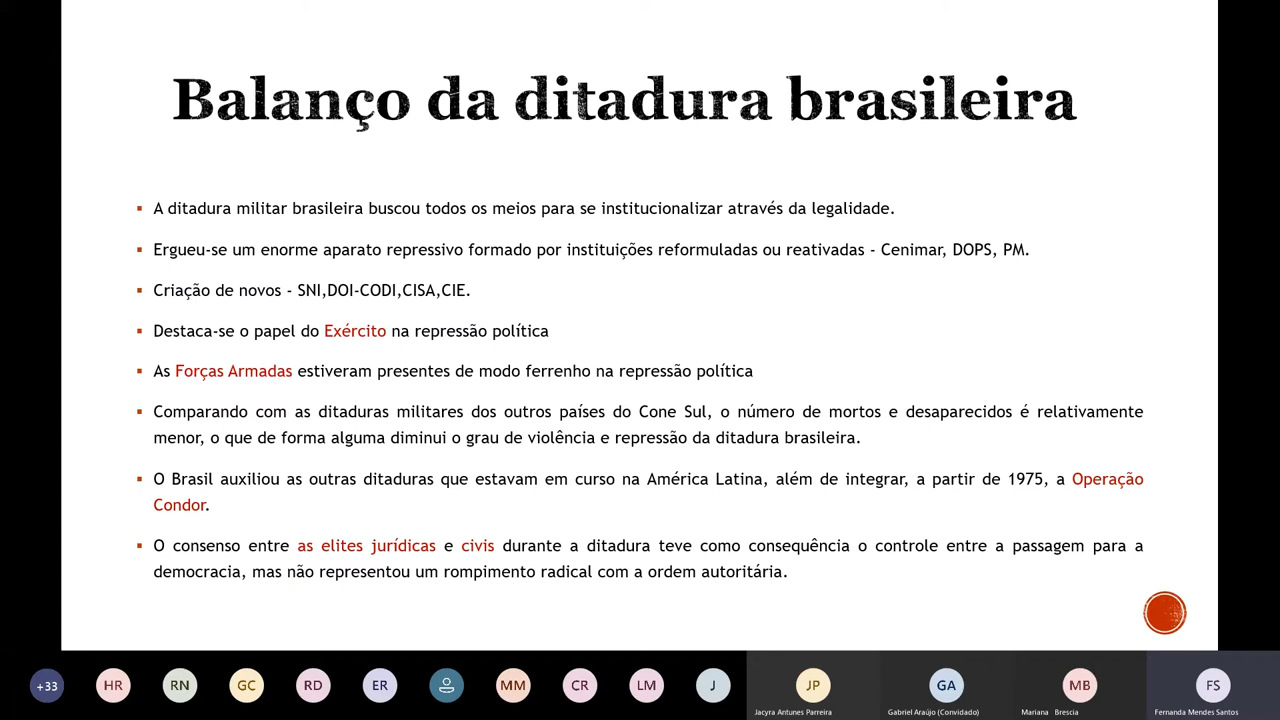 Balanço da ditadura brasileira
▪ A ditadura militar brasileira buscou todos os meios para se institucionalizar através da legalidade.
▪ Ergueu-se um enorme aparato repressivo formado por instituições reformuladas ou reativadas - Cenimar, DOPS, PM.
▪ Criação de novos - SNI,DOI-CODI,CISA,CIE.
▪ Destaca-se o papel do Exército na repressão política
▪ As Forças Armadas estiveram presentes de modo ferrenho na repressão política
▪ Comparando com as ditaduras militares dos outros países do Cone Sul, o número de mortos e desaparecidos é relativamente
menor, o que de forma alguma diminui o grau de violência e repressão da ditadura brasileira.
▪ O Brasil auxiliou as outras ditaduras que estavam em curso na América Latina, além de integrar, a partir de 1975, a Operação
Condor.
▪ O consenso entre as elites jurídicas e civis durante a ditadura teve como consequência o controle entre a passagem para a
democracia, mas não representou um rompimento radical com a ordem autoritária.
+33 HR RN GC RD ER MM CR LM J JP GA MB FS
Jacyra Antunes Parreira Gabriel Araújo (Convidado) Mariana Brescia Fernanda Mendes Santos